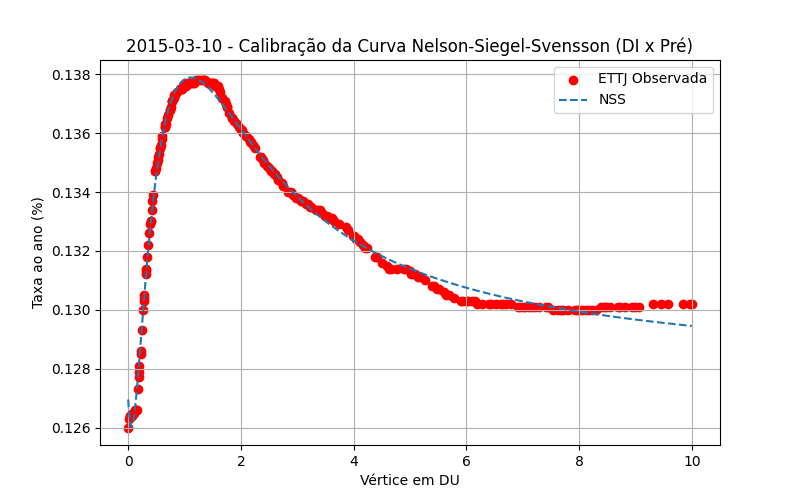 2015-03-10 - Calibração da Curva Nelson-Siegel-Svensson (DI x Pré)
ETTJ Observada
NSS
Taxa ao ano (%)
0.138
0.136
0.134
0.132
0.130
0.128
0.126
0
2
4
6
8
10
Vértice em DU